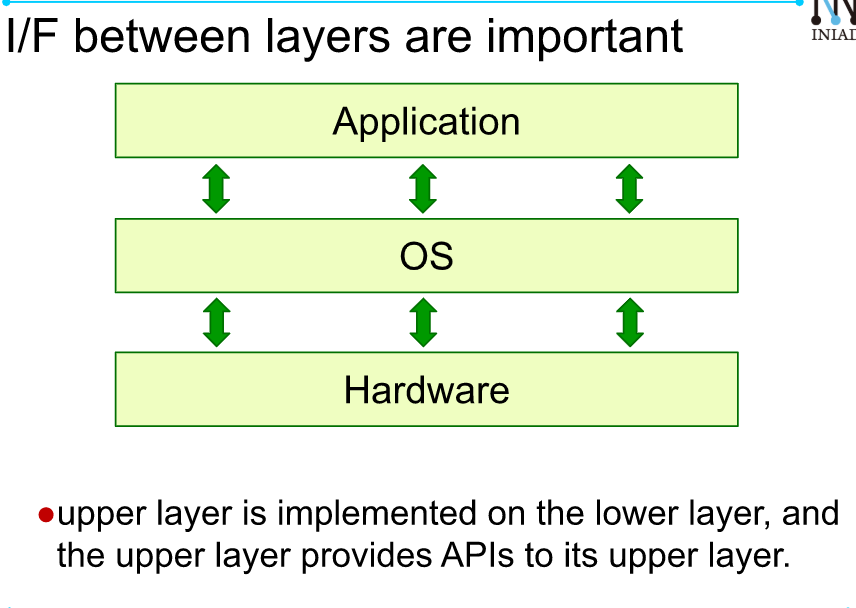 I/F between layers are important
INIAD
Application
OS
Hardware
●upper layer is implemented on the lower layer, and
the upper layer provides APIs to its upper layer.